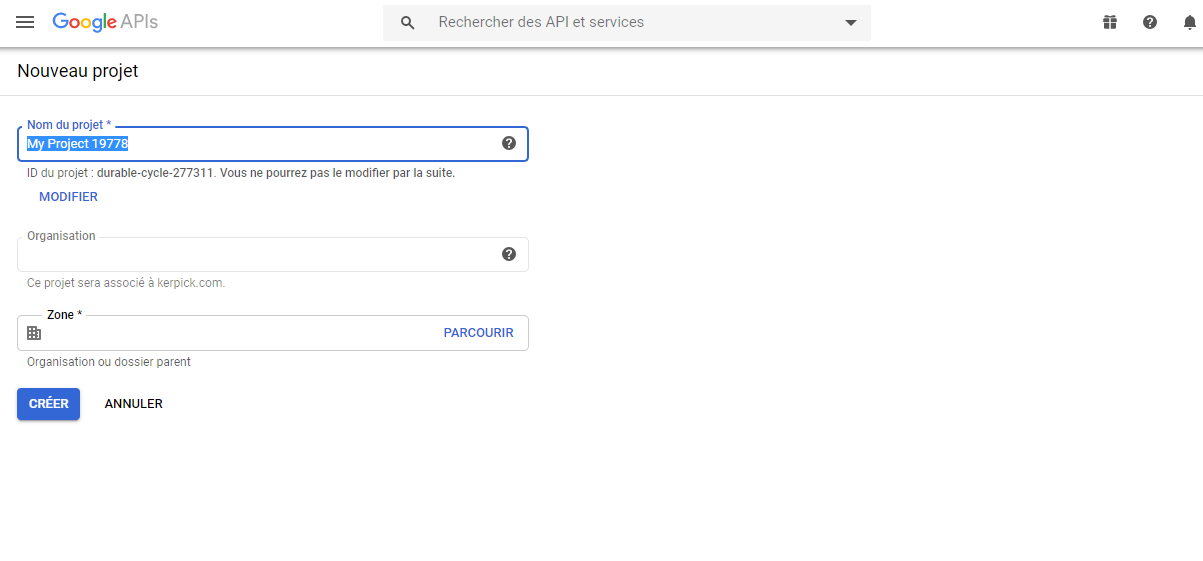 Google APIs
Rechercher des API et services
Nouveau projet
Nom du projet *
My Project 19778
ID du projet : durable-cycle-277311. Vous ne pourrez pas le modifier par la suite.
MODIFIER
Organisation
Ce projet sera associé à kerpick.com.
Zone *
PARCOURIR
Organisation ou dossier parent
CRÉER ANNULER